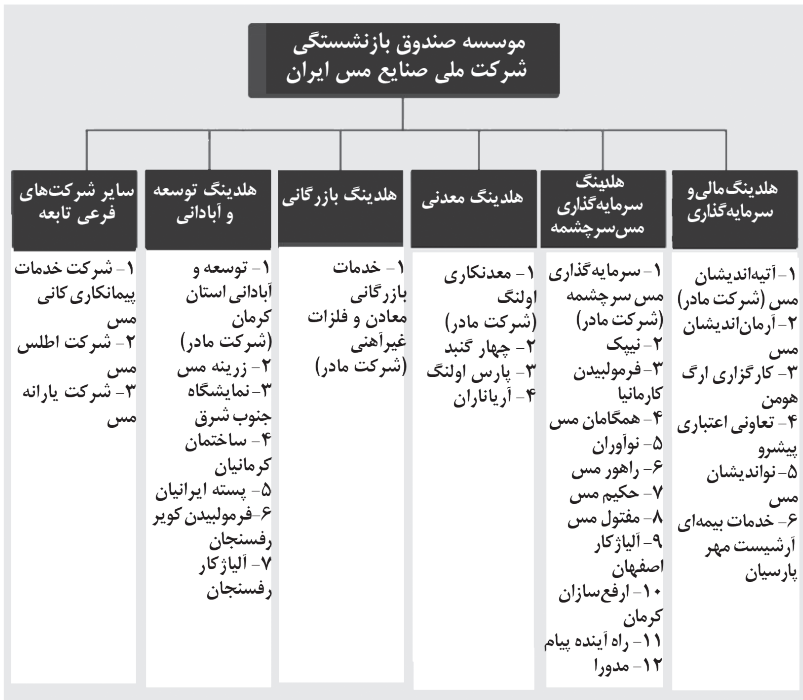 موسسه صندوق بازنشستگی
شرکت ملی صنایع مس ایران
هلدینگ مالی و
سرمایه‌گذاری
۱- آتیه‌اندیشان
مس (شرکت مادر)
۲- آرمان‌اندیشان
مس
۳- کارگزاری ارگ
هومن
۴- تعاونی اعتباری
پیشرو
۵- نواندیشان
مس
۶- خدمات بیمه‌ای
آرشیست مهر
پارسیان
هلدینگ
سرمایه‌گذاری
مس‌سرچشمه
۱- سرمایه‌گذاری
مس سرچشمه
(شرکت مادر)
۲- نیپک
۳- فرمولبیدن
کارمانیا
۴- همگامان مس
۵- نوآوران
۶- راهور مس
۷- حکیم مس
۸- مفتول مس
۹- آلیاژکار
اصفهان
۱۰- ارفع‌سازان
کرمان
۱۱- راه آینده پیام
۱۲- مدورا
هلدینگ معدنی
۱- معدنکاری
اولنگ
(شرکت مادر)
۲- چهار گنبد
۳- پارس اولنگ
۴- آریاناران
هلدینگ بازرگانی
۱- خدمات
بازرگانی
معادن و فلزات
غیرآهنی
(شرکت مادر)
هلدینگ توسعه
و آبادانی
۱- توسعه و
آبادانی استان
کرمان
(شرکت مادر)
۲- زرینه مس
۳- نمایشگاه
جنوب شرق
۴- ساختمان
کرمانیان
۵- پسته ایرانیان
۶-فرمولبیدن کویر
رفسنجان
۷- آلیاژکار
رفسنجان
سایر شرکت‌های
فرعی تابعه
۱- شرکت خدمات
پیمانکاری کانی
مس
۲- شرکت اطلس
مس
۳- شرکت یارانه
مس